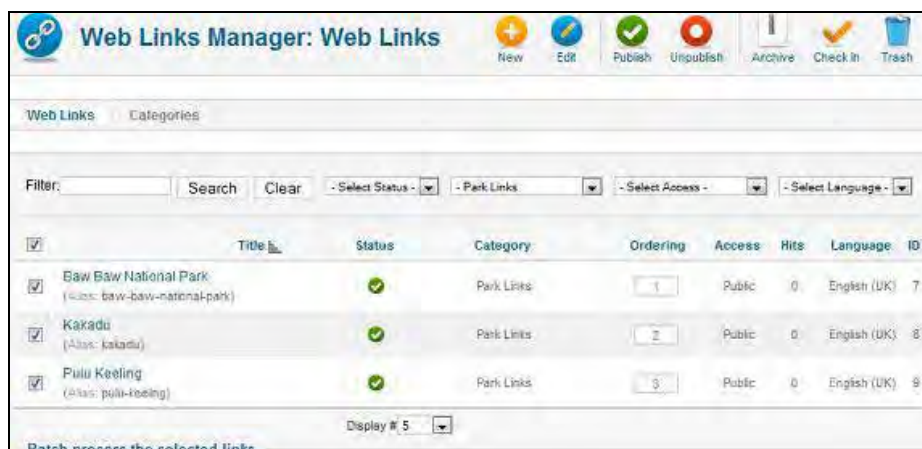 Web Links Manager: Web Links
New Edit Publish Unpublish Archive Check In Trash
Web Links Categories
Filter: Search Clear - Select Status - - Park Links - Select Access - - Select Language -
Title Status Category Ordering Access Hits Language ID
Baw Baw National Park Park Links 1 Public 0 English (UK) 7
(Alias: baw-baw-national-park)
Kakadu Park Links 2 Public 0 English (UK) 8
(Alias: kakadu)
Pulu Keeling Park Links 3 Public 0 English (UK) 9
(Alias: pulu-keeling)
Display # 5
Batch process the selected links